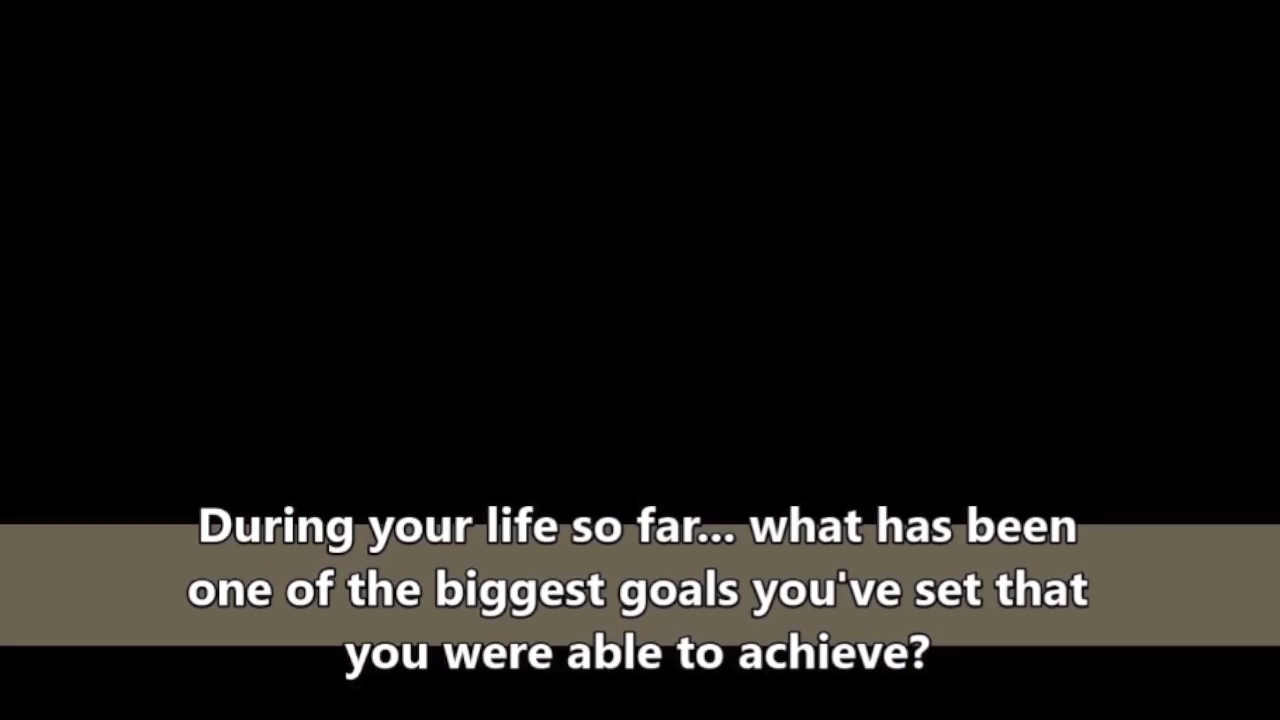 During your life so far... what has been
one of the biggest goals you've set that
you were able to achieve?